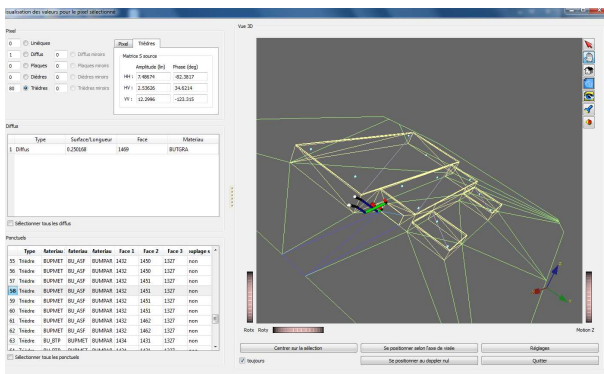 isualisation des valeurs pour le pixel sélectionné
Pixel
0 Linéiques
1 Diffus 0 Diffus miroirs
0 Plaques 0 Plaques miroirs
0 Dièdres 0 Dièdres miroirs
80 Trièdres 0 Trièdres miroirs
Pixel Trièdres
Matrice S source
Amplitude (lin) Phase (deg)
HH : 7.48674 -82.3817
HV : 2.53626 34.6214
VV : 12.2996 -123.315
Diffus
Type Surface/Longueur Face Materiau
1 Diffus 0.250168 1469 BUTGRA
Sélectionner tous les diffus
Ponctuels
Type Materiau Materiau Materiau Face 1 Face 2 Face 3
55 Trièdre BUPMET BU_ASF BUMPAR 1432 1450 1327 non
56 Trièdre BUPMET BU_ASF BUMPAR 1432 1450 1327 non
57 Trièdre BUPMET BU_ASF BUMPAR 1432 1451 1327 non
58 Trièdre BUPMET BU_ASF BUMPAR 1432 1451 1327 non
59 Trièdre BUPMET BU_ASF BUMPAR 1432 1451 1327 non
60 Trièdre BUPMET BU_ASF BUMPAR 1432 1451 1327 non
61 Trièdre BUPMET BU_ASF BUMPAR 1432 1462 1327 non
62 Trièdre BUPMET BU_ASF BUMPAR 1432 1462 1327 non
63 Trièdre BU_BTP BUPMET BUMPAR 1434 1431 1327 non
Sélectionner tous les ponctuels
Vue 3D
Rotx Roty Motion Z
Centrer sur la sélection Se positionner selon l'axe de visée Réglages
toujours Se positionner au doppler nul Quitter